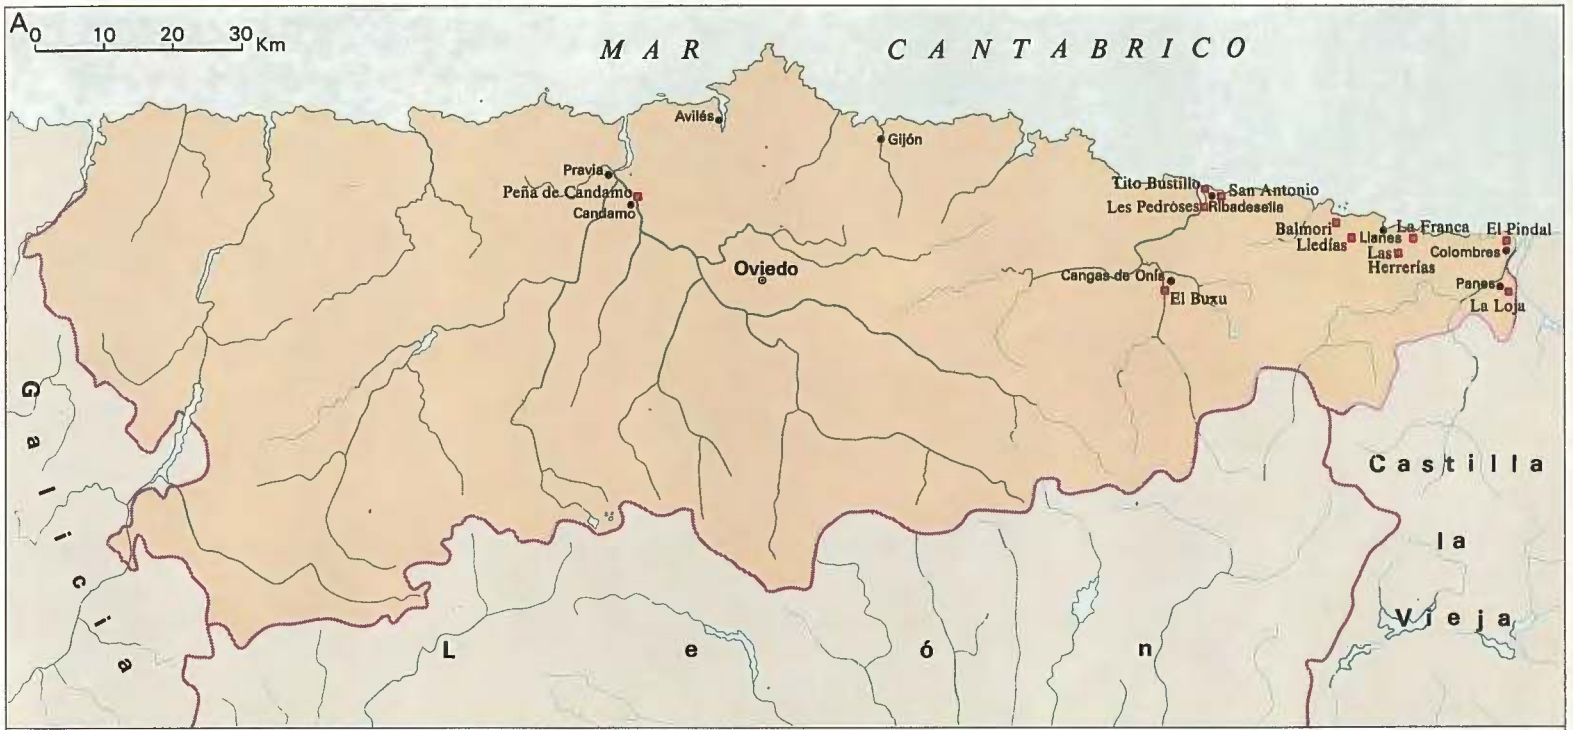 A
0 10 20 30 Km
MAR CANTABRICO
Avilés
Gijón
Pravia
Peña de Candamo
Candamo
Oviedo
Tito Bustillo
San Antonio
Les Pedroses
Ribadesella
Balmori
Lledías
Llanes
La Franca
Las
Herrerías
El Pindal
Colombres
Panes
La Loja
Cangas de Onís
El Buxu
Galicia
León
Castilla
la
Vieja